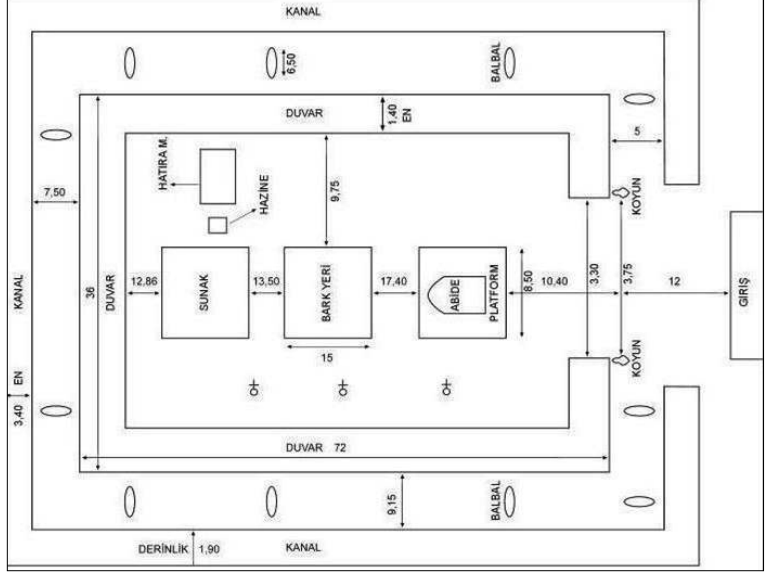 KANAL
6,50
BALBAL
DUVAR
1,40
EN
5
HATIRA M.
HAZİNE
9,75
KOYUN
7,50
KANAL
36
DUVAR
12,86
SUNAK
13,50
BARK YERİ
17,40
ABİDE
PLATFORM
8,50
10,40
3,30
3,75
12
GİRİŞ
15
KOYUN
3,40
EN
DUVAR 72
9,15
BALBAL
DERİNLİK 1,90
KANAL